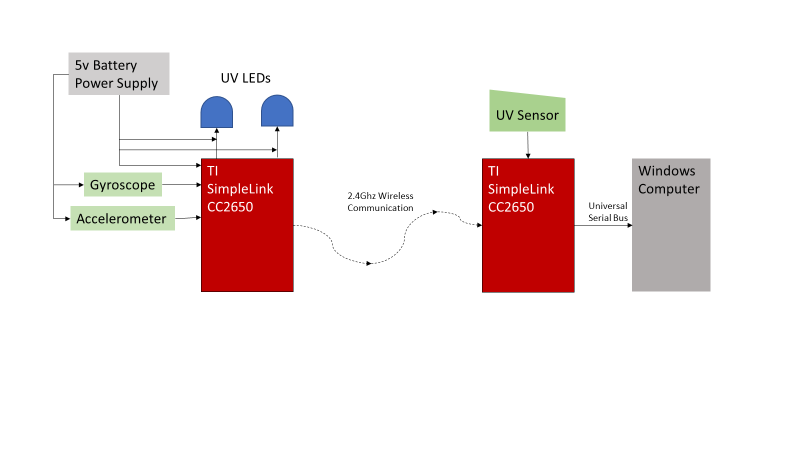 5v Battery
Power Supply
UV LEDs
UV Sensor
TI
SimpleLink
CC2650
Gyroscope
Accelerometer
2.4Ghz Wireless
Communication
TI
SimpleLink
CC2650
Universal
Serial Bus
Windows
Computer